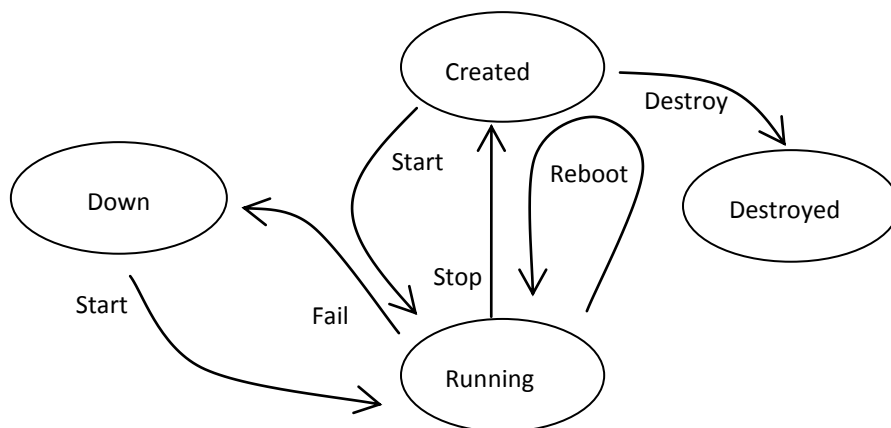 Created
Destroy
Start
Reboot
Down
Destroyed
Stop
Start
Fail
Running